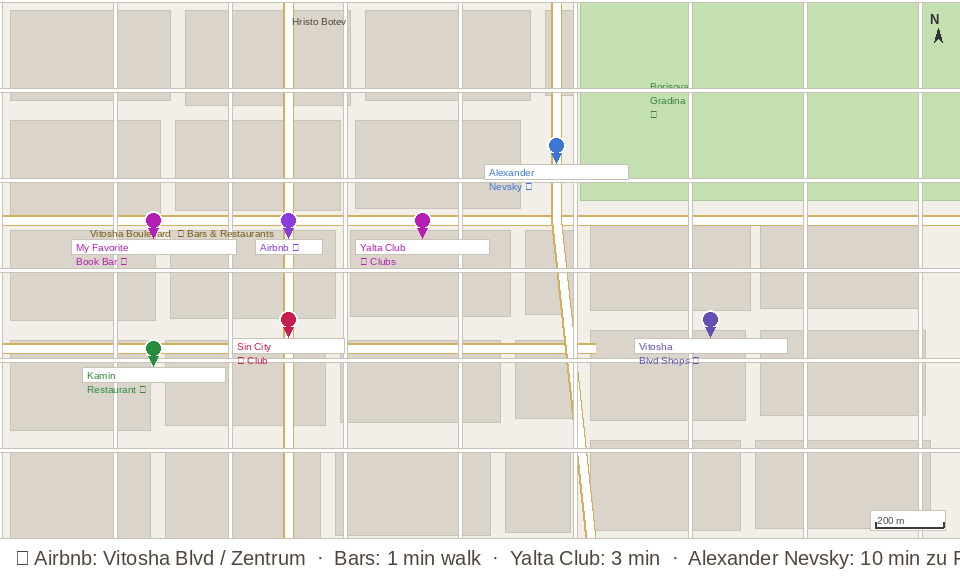 Hristo Botev
N
Borisova
Gradina
Alexander
Nevsky
Vitosha Boulevard Bars & Restaurants
My Favorite
Book Bar
Airbnb
Yalta Club
Clubs
Sin City
Club
Vitosha
Blvd Shops
Kamin
Restaurant
200 m
Airbnb: Vitosha Blvd / Zentrum · Bars: 1 min walk · Yalta Club: 3 min · Alexander Nevsky: 10 min zu